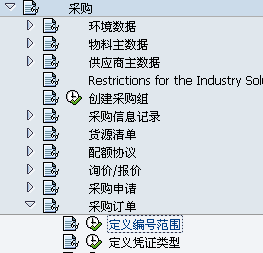 采购
环境数据
物料主数据
供应商主数据
Restrictions for the Industry Solu
创建采购组
采购信息记录
货源清单
配额协议
询价/报价
采购申请
采购订单
定义编号范围
定义凭证类型